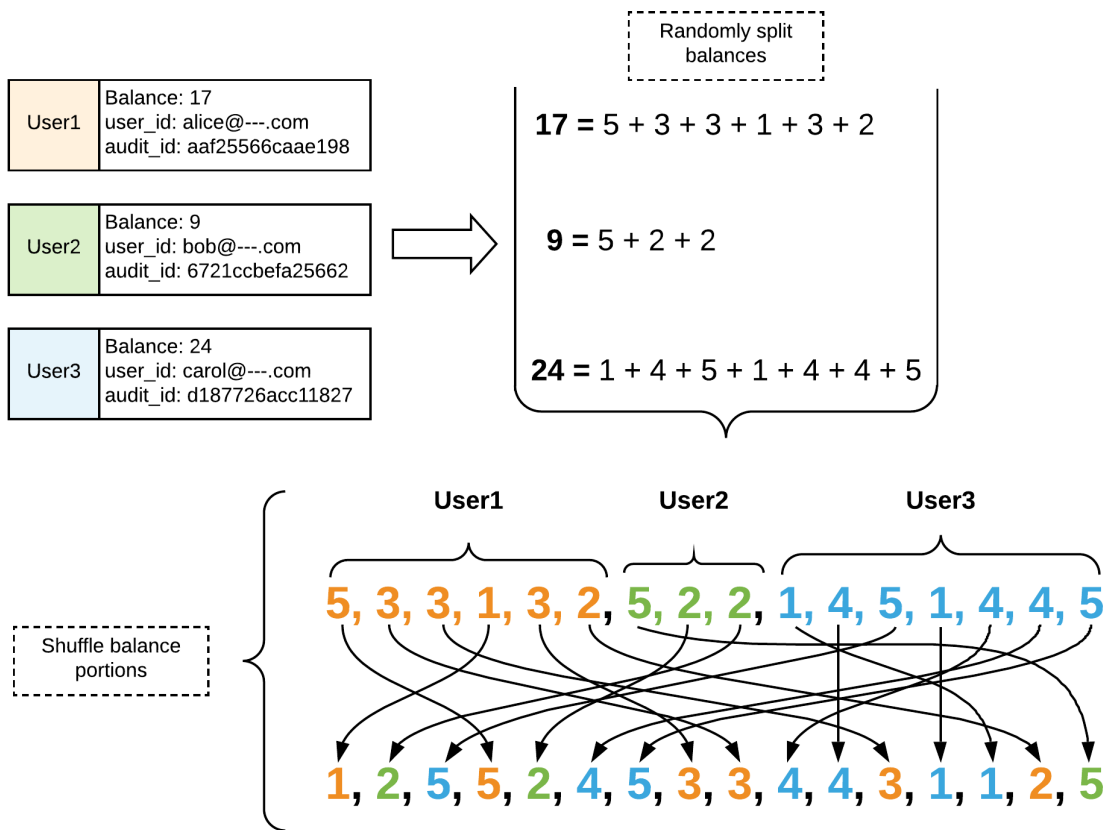 Randomly split
balances
User1
Balance: 17
user_id: alice@---.com
audit_id: aaf25566caae198
17 = 5 + 3 + 3 + 1 + 3 + 2
User2
Balance: 9
user_id: bob@---.com
audit_id: 6721ccbefa25662
9 = 5 + 2 + 2
User3
Balance: 24
user_id: carol@---.com
audit_id: d187726acc11827
24 = 1 + 4 + 5 + 1 + 4 + 4 + 5
User1 User2 User3
5, 3, 3, 1, 3, 2, 5, 2, 2, 1, 4, 5, 1, 4, 4, 5
Shuffle balance
portions
1, 2, 5, 5, 2, 4, 5, 3, 3, 4, 4, 3, 1, 1, 2, 5